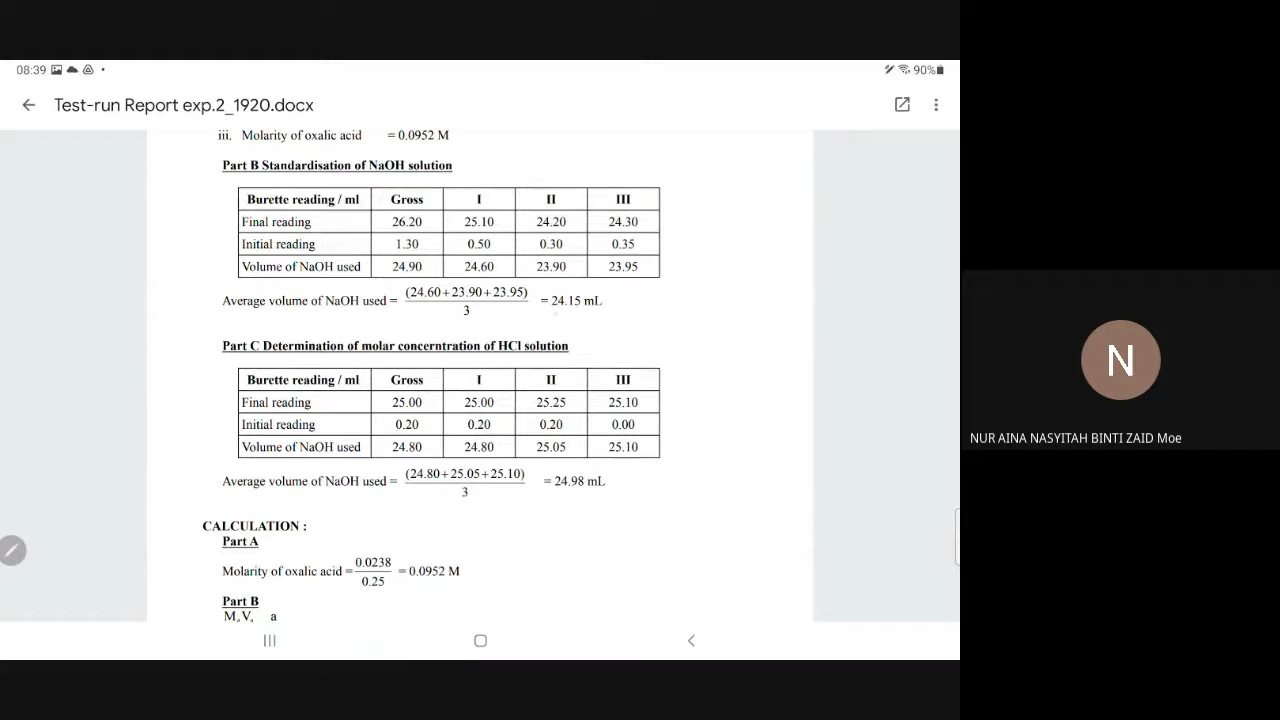 08:39 90%
Test-run Report exp.2_1920.docx
iii. Molarity of oxalic acid = 0.0952 M
Part B Standardisation of NaOH solution
Burette reading / ml Gross I II III
Final reading 26.20 25.10 24.20 24.30
Initial reading 1.30 0.50 0.30 0.35
Volume of NaOH used 24.90 24.60 23.90 23.95
Average volume of NaOH used = (24.60+23.90+23.95) / 3 = 24.15 mL
Part C Determination of molar concerntration of HCl solution
Burette reading / ml Gross I II III
Final reading 25.00 25.00 25.25 25.10
Initial reading 0.20 0.20 0.20 0.00
Volume of NaOH used 24.80 24.80 25.05 25.10
Average volume of NaOH used = (24.80+25.05+25.10) / 3 = 24.98 mL
CALCULATION :
Part A
Molarity of oxalic acid = 0.0238 / 0.25 = 0.0952 M
Part B
MₐVₐ a
N
NUR AINA NASYITAH BINTI ZAID Moe